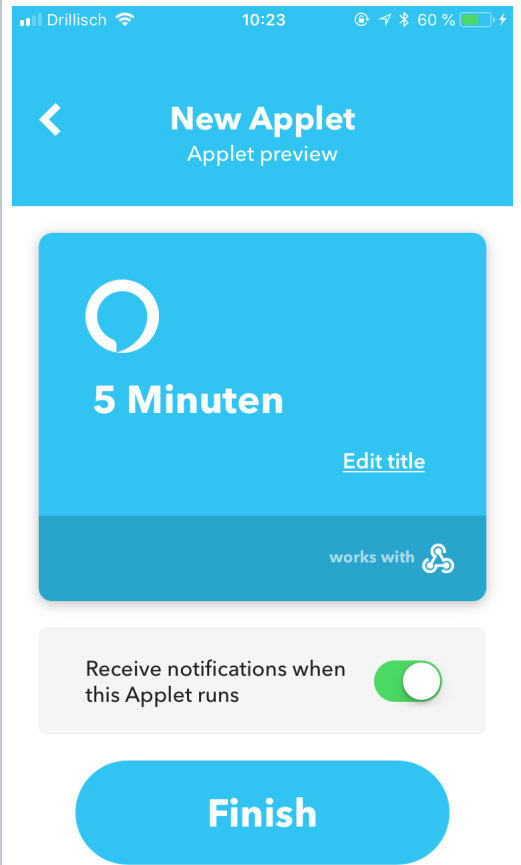 Drillisch 10:23 60 %
New Applet
Applet preview
5 Minuten
Edit title
works with
Receive notifications when
this Applet runs
Finish